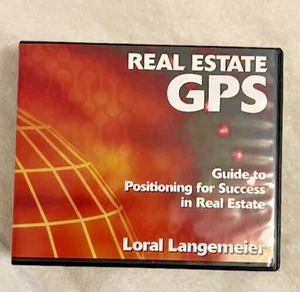 REAL ESTATE
GPS
Guide to
Positioning for Success
in Real Estate
Loral Langemeier